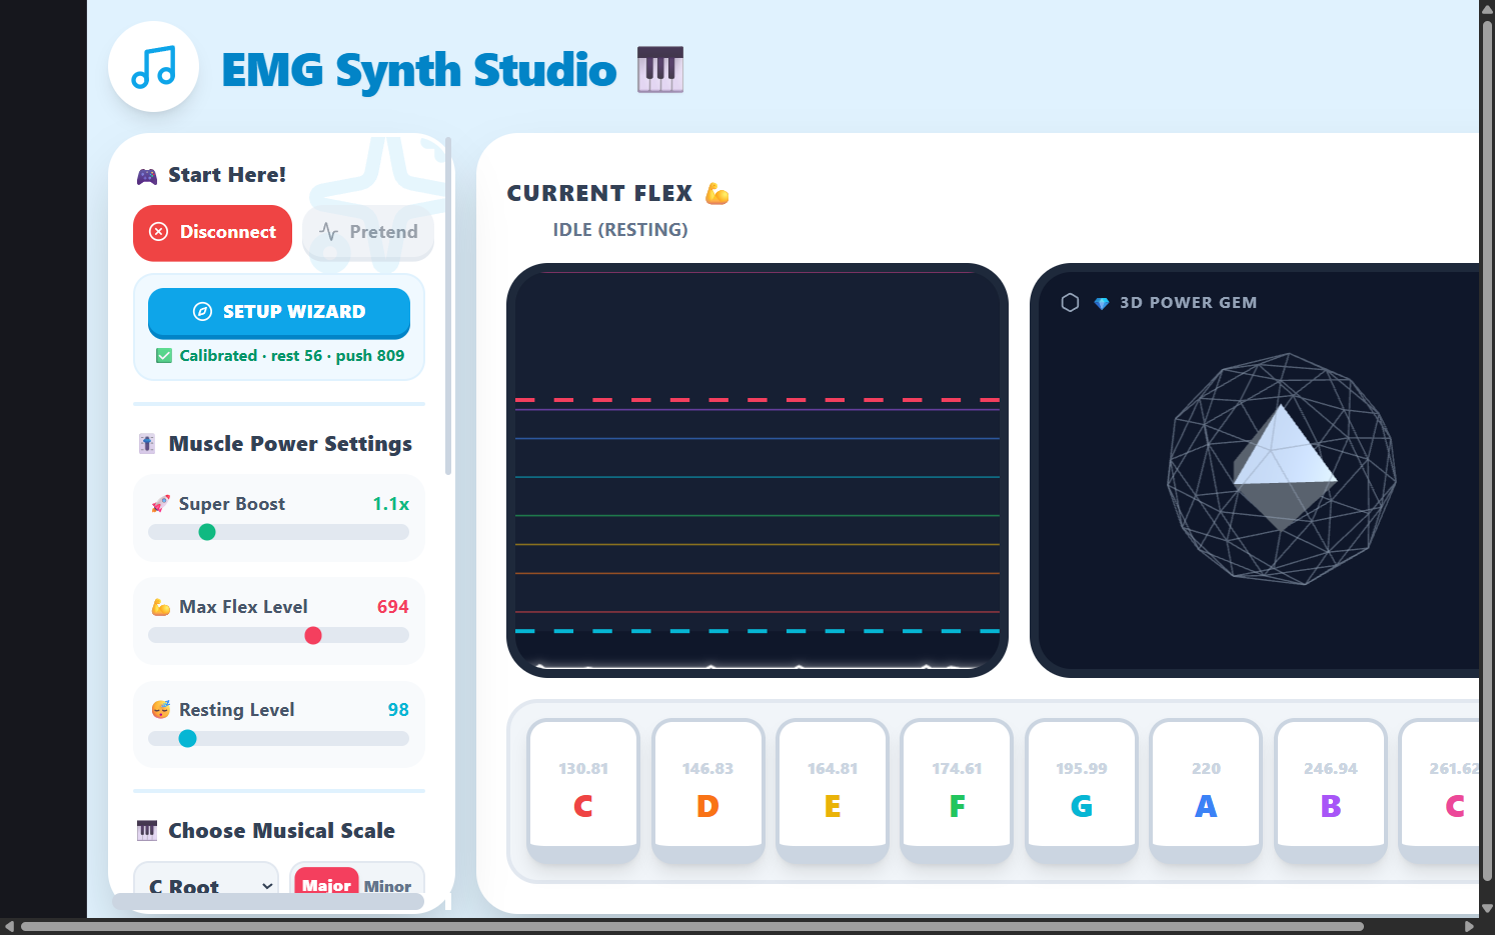 EMG Synth Studio
Start Here!
Disconnect
Pretend
SETUP WIZARD
Calibrated · rest 56 · push 809
Muscle Power Settings
Super Boost 1.1x
Max Flex Level 694
Resting Level 98
Choose Musical Scale
C Root
Major Minor
CURRENT FLEX
IDLE (RESTING)
3D POWER GEM
130.81 146.83 164.81 174.61 195.99 220 246.94 261.62
C D E F G A B C